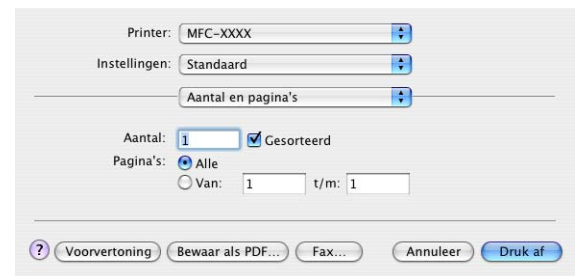 Printer: MFC-XXXX
Instellingen: Standaard
Aantal en pagina's
Aantal: 1 Gesorteerd
Pagina's: Alle
Van: 1 t/m: 1
? Voorvertoning Bewaar als PDF... Fax... Annuleer Druk af